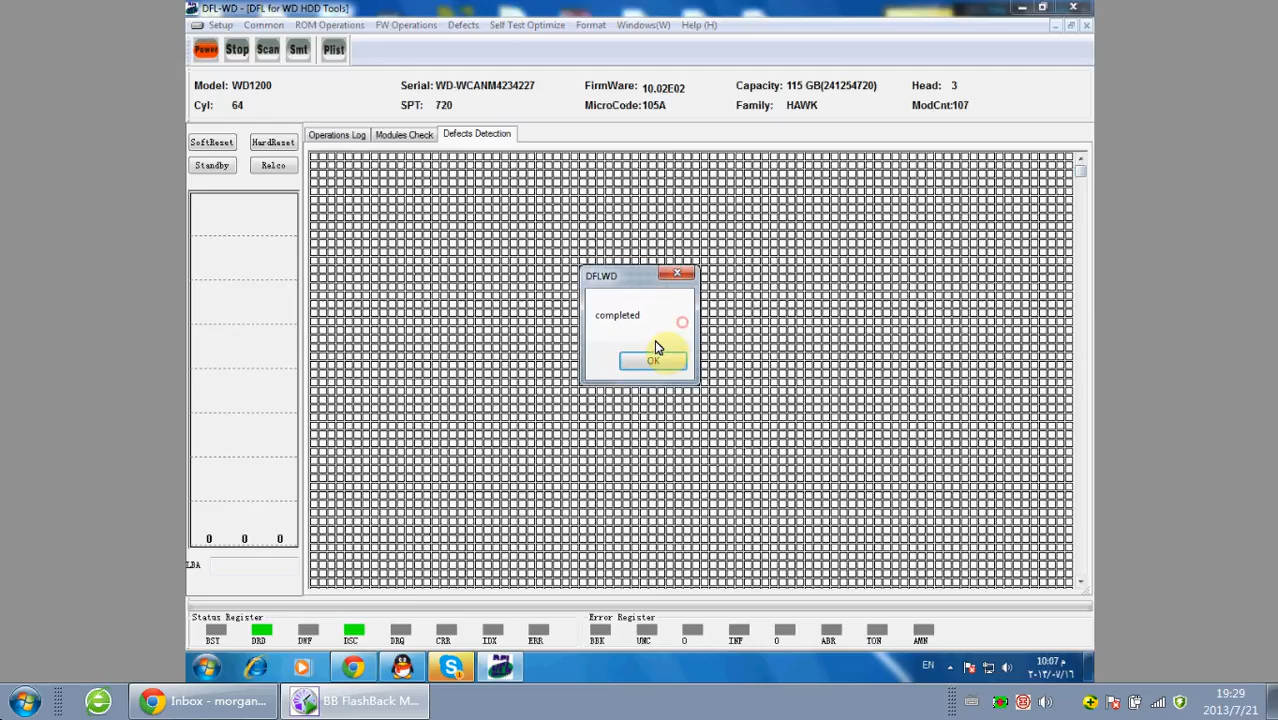 DFL-WD - [DFL for WD HDD Tools]
Setup Common ROM Operations FW Operations Defects Self Test Optimize Format Windows(W) Help (H)
Power Stop Scan Smt Plist
Model: WD1200 Serial: WD-WCANM4234227 FirmWare: 10.02E02 Capacity: 115 GB(241254720) Head: 3
Cyl: 64 SPT: 720 MicroCode:105A Family: HAWK ModCnt:107
SoftReset HardReset
Standby Relco
Operations Log Modules Check Defects Detection
DFLWD
completed
OK
0 0 0
LBA
Status Register Error Register
BSY DRD DWF DSC DRQ CRR IDX ERR BBK UNC 0 INF 0 ABR TON AMN
EN
م 10:07
٢٠١٣/٠٧/١٦
Inbox - morgan...
BB FlashBack M...
19:29
2013/7/21